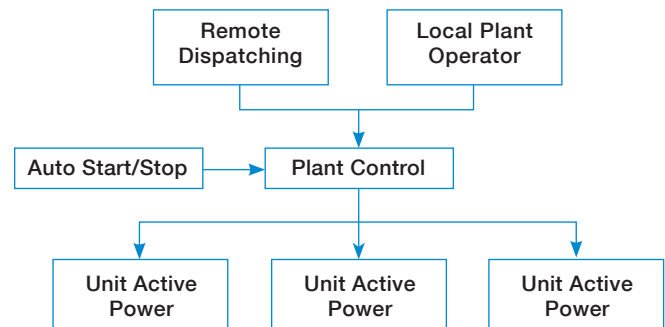 Remote
Dispatching
Local Plant
Operator
Auto Start/Stop
Plant Control
Unit Active
Power
Unit Active
Power
Unit Active
Power